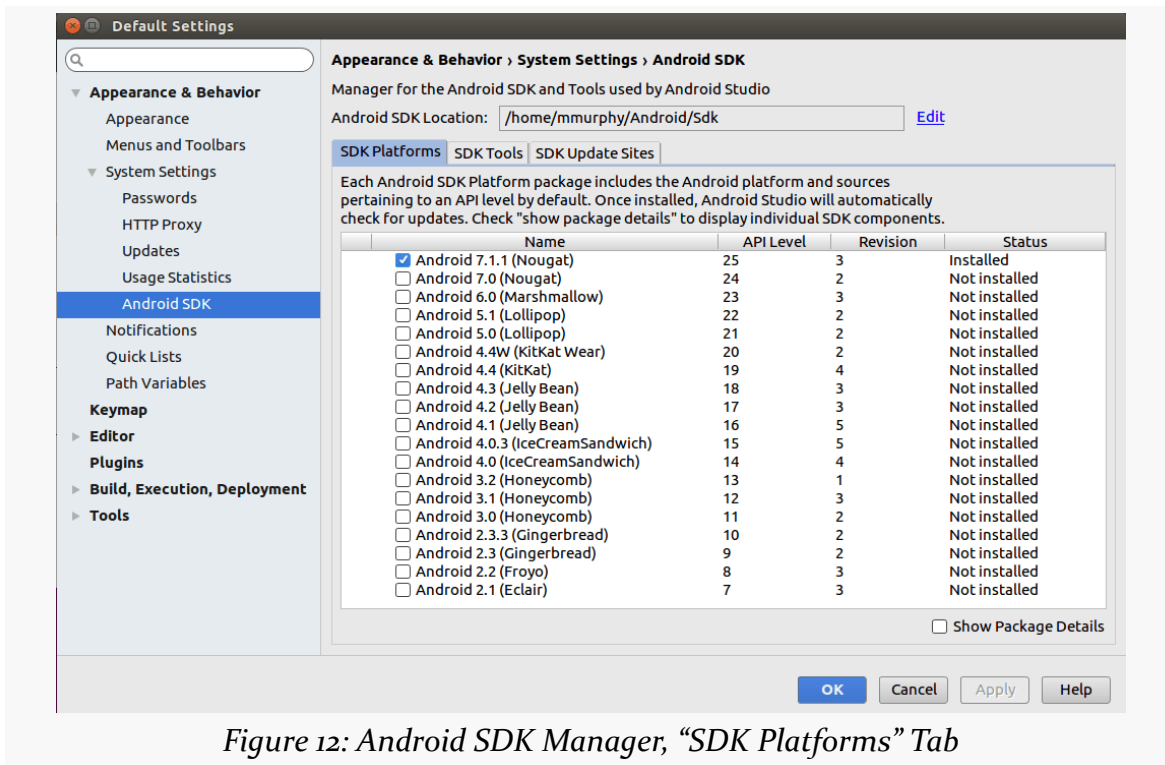 Default Settings
Appearance & Behavior
Appearance
Menus and Toolbars
System Settings
Passwords
HTTP Proxy
Updates
Usage Statistics
Android SDK
Notifications
Quick Lists
Path Variables
Keymap
Editor
Plugins
Build, Execution, Deployment
Tools
Appearance & Behavior › System Settings › Android SDK
Manager for the Android SDK and Tools used by Android Studio
Android SDK Location: /home/mmurphy/Android/Sdk Edit
SDK Platforms SDK Tools SDK Update Sites
Each Android SDK Platform package includes the Android platform and sources
pertaining to an API level by default. Once installed, Android Studio will automatically
check for updates. Check "show package details" to display individual SDK components.
Name API Level Revision Status
Android 7.1.1 (Nougat) 25 3 Installed
Android 7.0 (Nougat) 24 2 Not installed
Android 6.0 (Marshmallow) 23 3 Not installed
Android 5.1 (Lollipop) 22 2 Not installed
Android 5.0 (Lollipop) 21 2 Not installed
Android 4.4W (KitKat Wear) 20 2 Not installed
Android 4.4 (KitKat) 19 4 Not installed
Android 4.3 (Jelly Bean) 18 3 Not installed
Android 4.2 (Jelly Bean) 17 3 Not installed
Android 4.1 (Jelly Bean) 16 5 Not installed
Android 4.0.3 (IceCreamSandwich) 15 5 Not installed
Android 4.0 (IceCreamSandwich) 14 4 Not installed
Android 3.2 (Honeycomb) 13 1 Not installed
Android 3.1 (Honeycomb) 12 3 Not installed
Android 3.0 (Honeycomb) 11 2 Not installed
Android 2.3.3 (Gingerbread) 10 2 Not installed
Android 2.3 (Gingerbread) 9 2 Not installed
Android 2.2 (Froyo) 8 3 Not installed
Android 2.1 (Eclair) 7 3 Not installed
Show Package Details
OK Cancel Apply Help
Figure 12: Android SDK Manager, “SDK Platforms” Tab